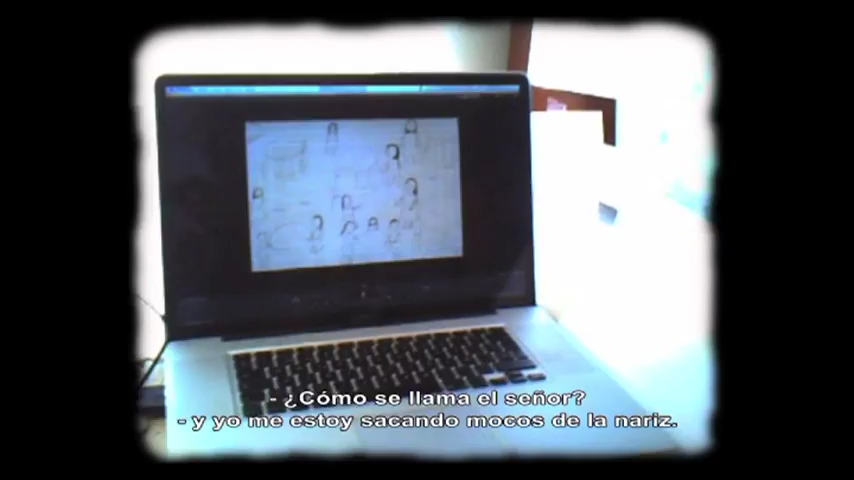 - ¿Cómo se llama el señor?
- y yo me estoy sacando mocos de la nariz.